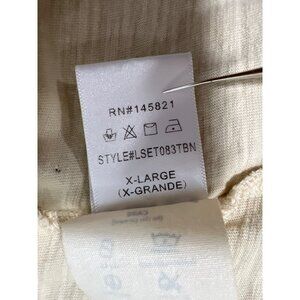 RN#145821
STYLE#LSET083TBN
X-LARGE
(X-GRANDE)